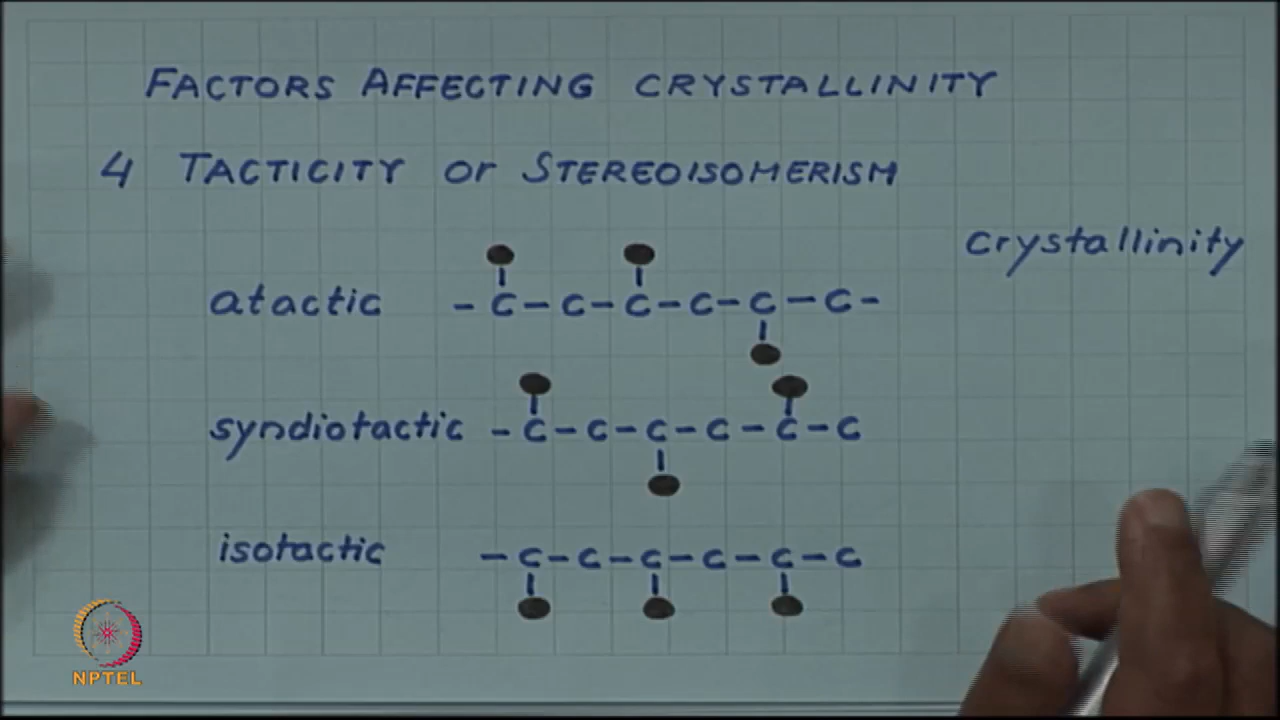 FACTORS AFFECTING CRYSTALLINITY
4 TACTICITY or STEREOISOMERISM
crystallinity
atactic - C - C - C - C - C - C -
syndiotactic - C - C - C - C - C - C
isotactic - C - C - C - C - C - C
NPTEL